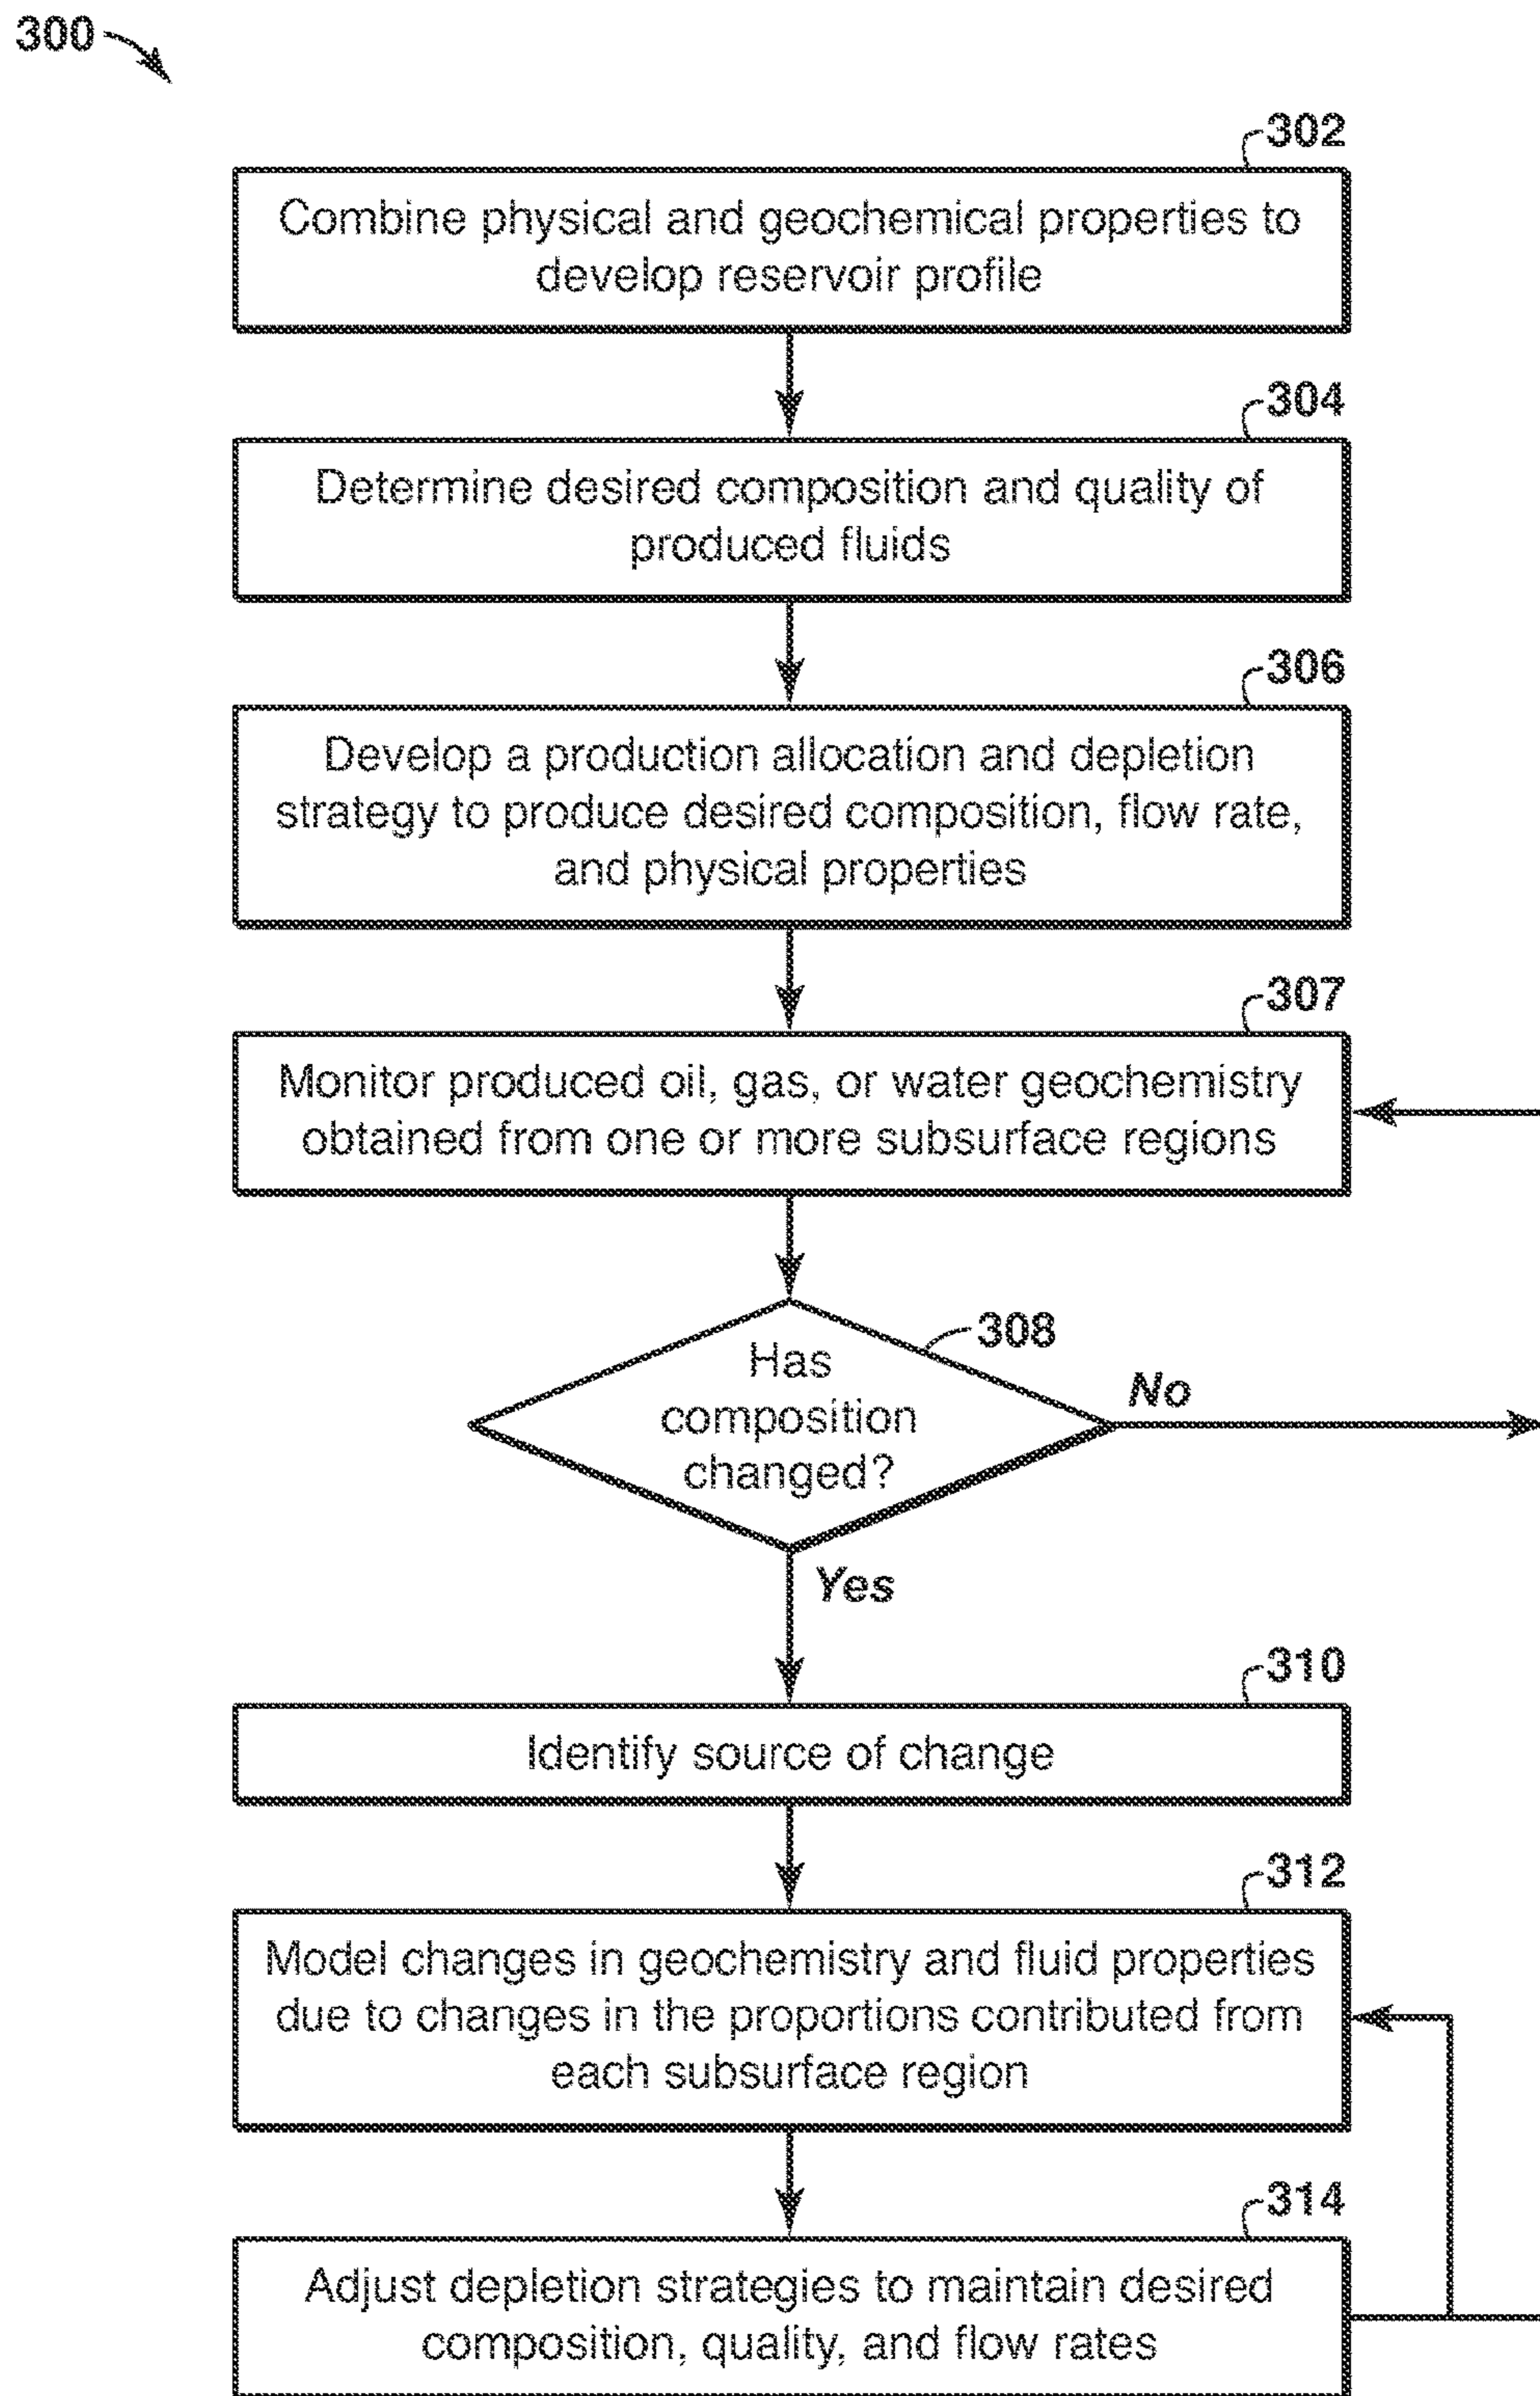 300
302
Combine physical and geochemical properties to
develop reservoir profile
304
Determine desired composition and quality of
produced fluids
306
Develop a production allocation and depletion
strategy to produce desired composition, flow rate,
and physical properties
307
Monitor produced oil, gas, or water geochemistry
obtained from one or more subsurface regions
308
Has
composition
changed?
No
Yes
310
Identify source of change
312
Model changes in geochemistry and fluid properties
due to changes in the proportions contributed from
each subsurface region
314
Adjust depletion strategies to maintain desired
composition, quality, and flow rates